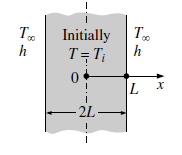 T∞ Initially T∞
h T = Tᵢ h
0
L x
2L